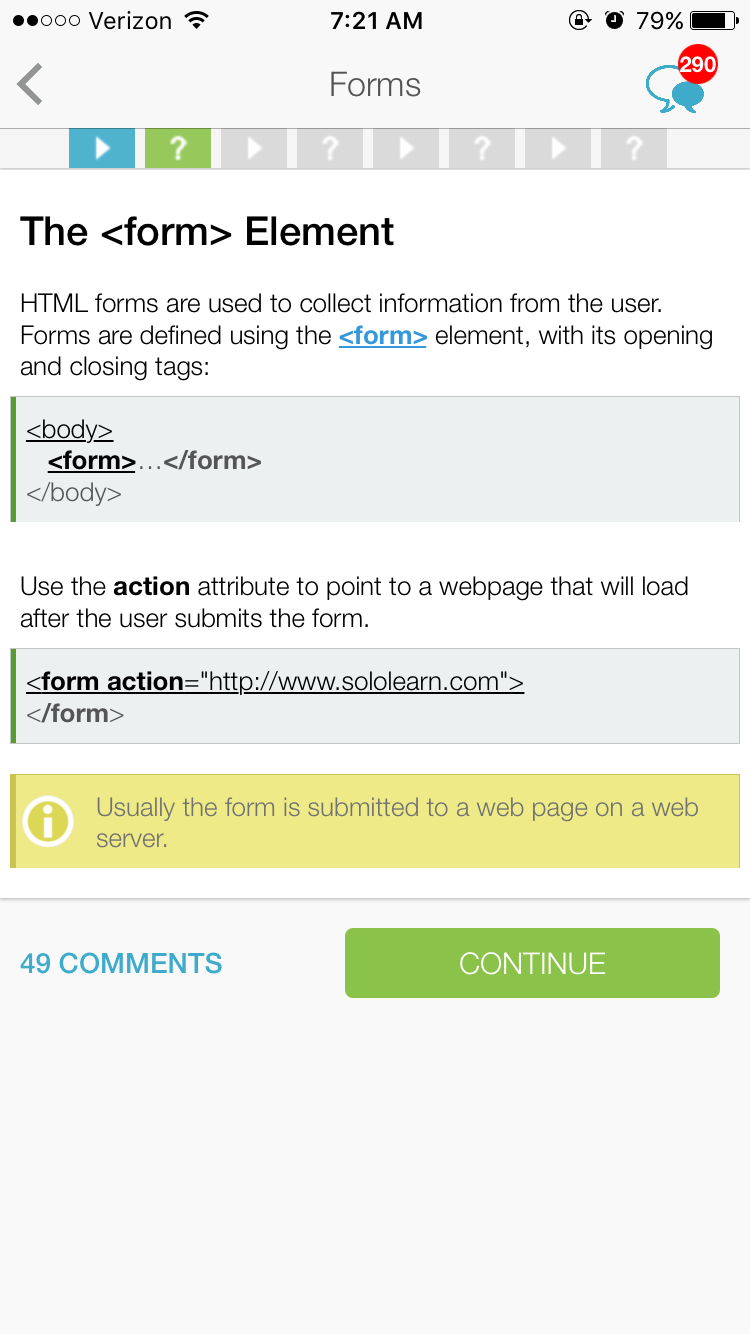 Verizon 7:21 AM 79%
Forms 290
? ? ? ?
The <form> Element
HTML forms are used to collect information from the user.
Forms are defined using the <form> element, with its opening
and closing tags:
<body>
<form>…</form>
</body>
Use the action attribute to point to a webpage that will load
after the user submits the form.
<form action="http://www.sololearn.com">
</form>
Usually the form is submitted to a web page on a web
server.
49 COMMENTS CONTINUE